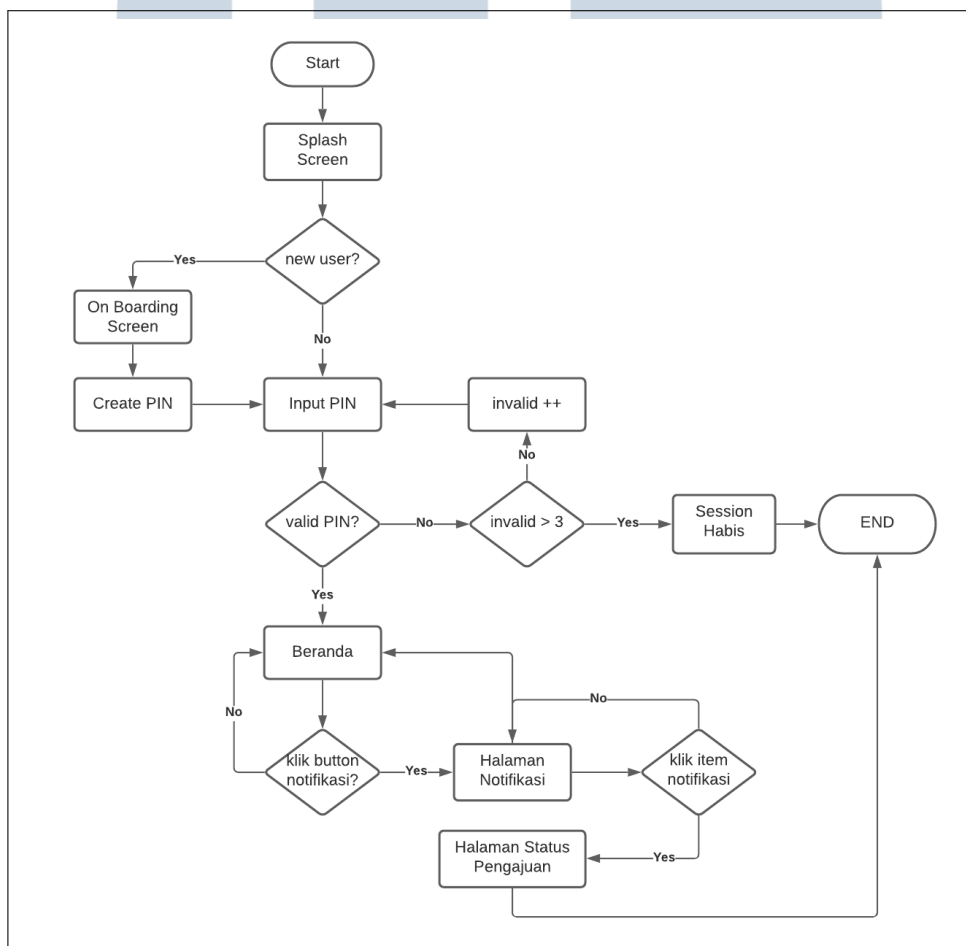 Start
Splash
Screen
new user?
Yes
On Boarding
Screen
No
Create PIN
Input PIN
invalid ++
No
valid PIN?
No
invalid > 3
Yes
Session
Habis
END
Yes
Beranda
No
No
klik button
notifikasi?
Yes
Halaman
Notifikasi
klik item
notifikasi
Halaman Status
Pengajuan
Yes